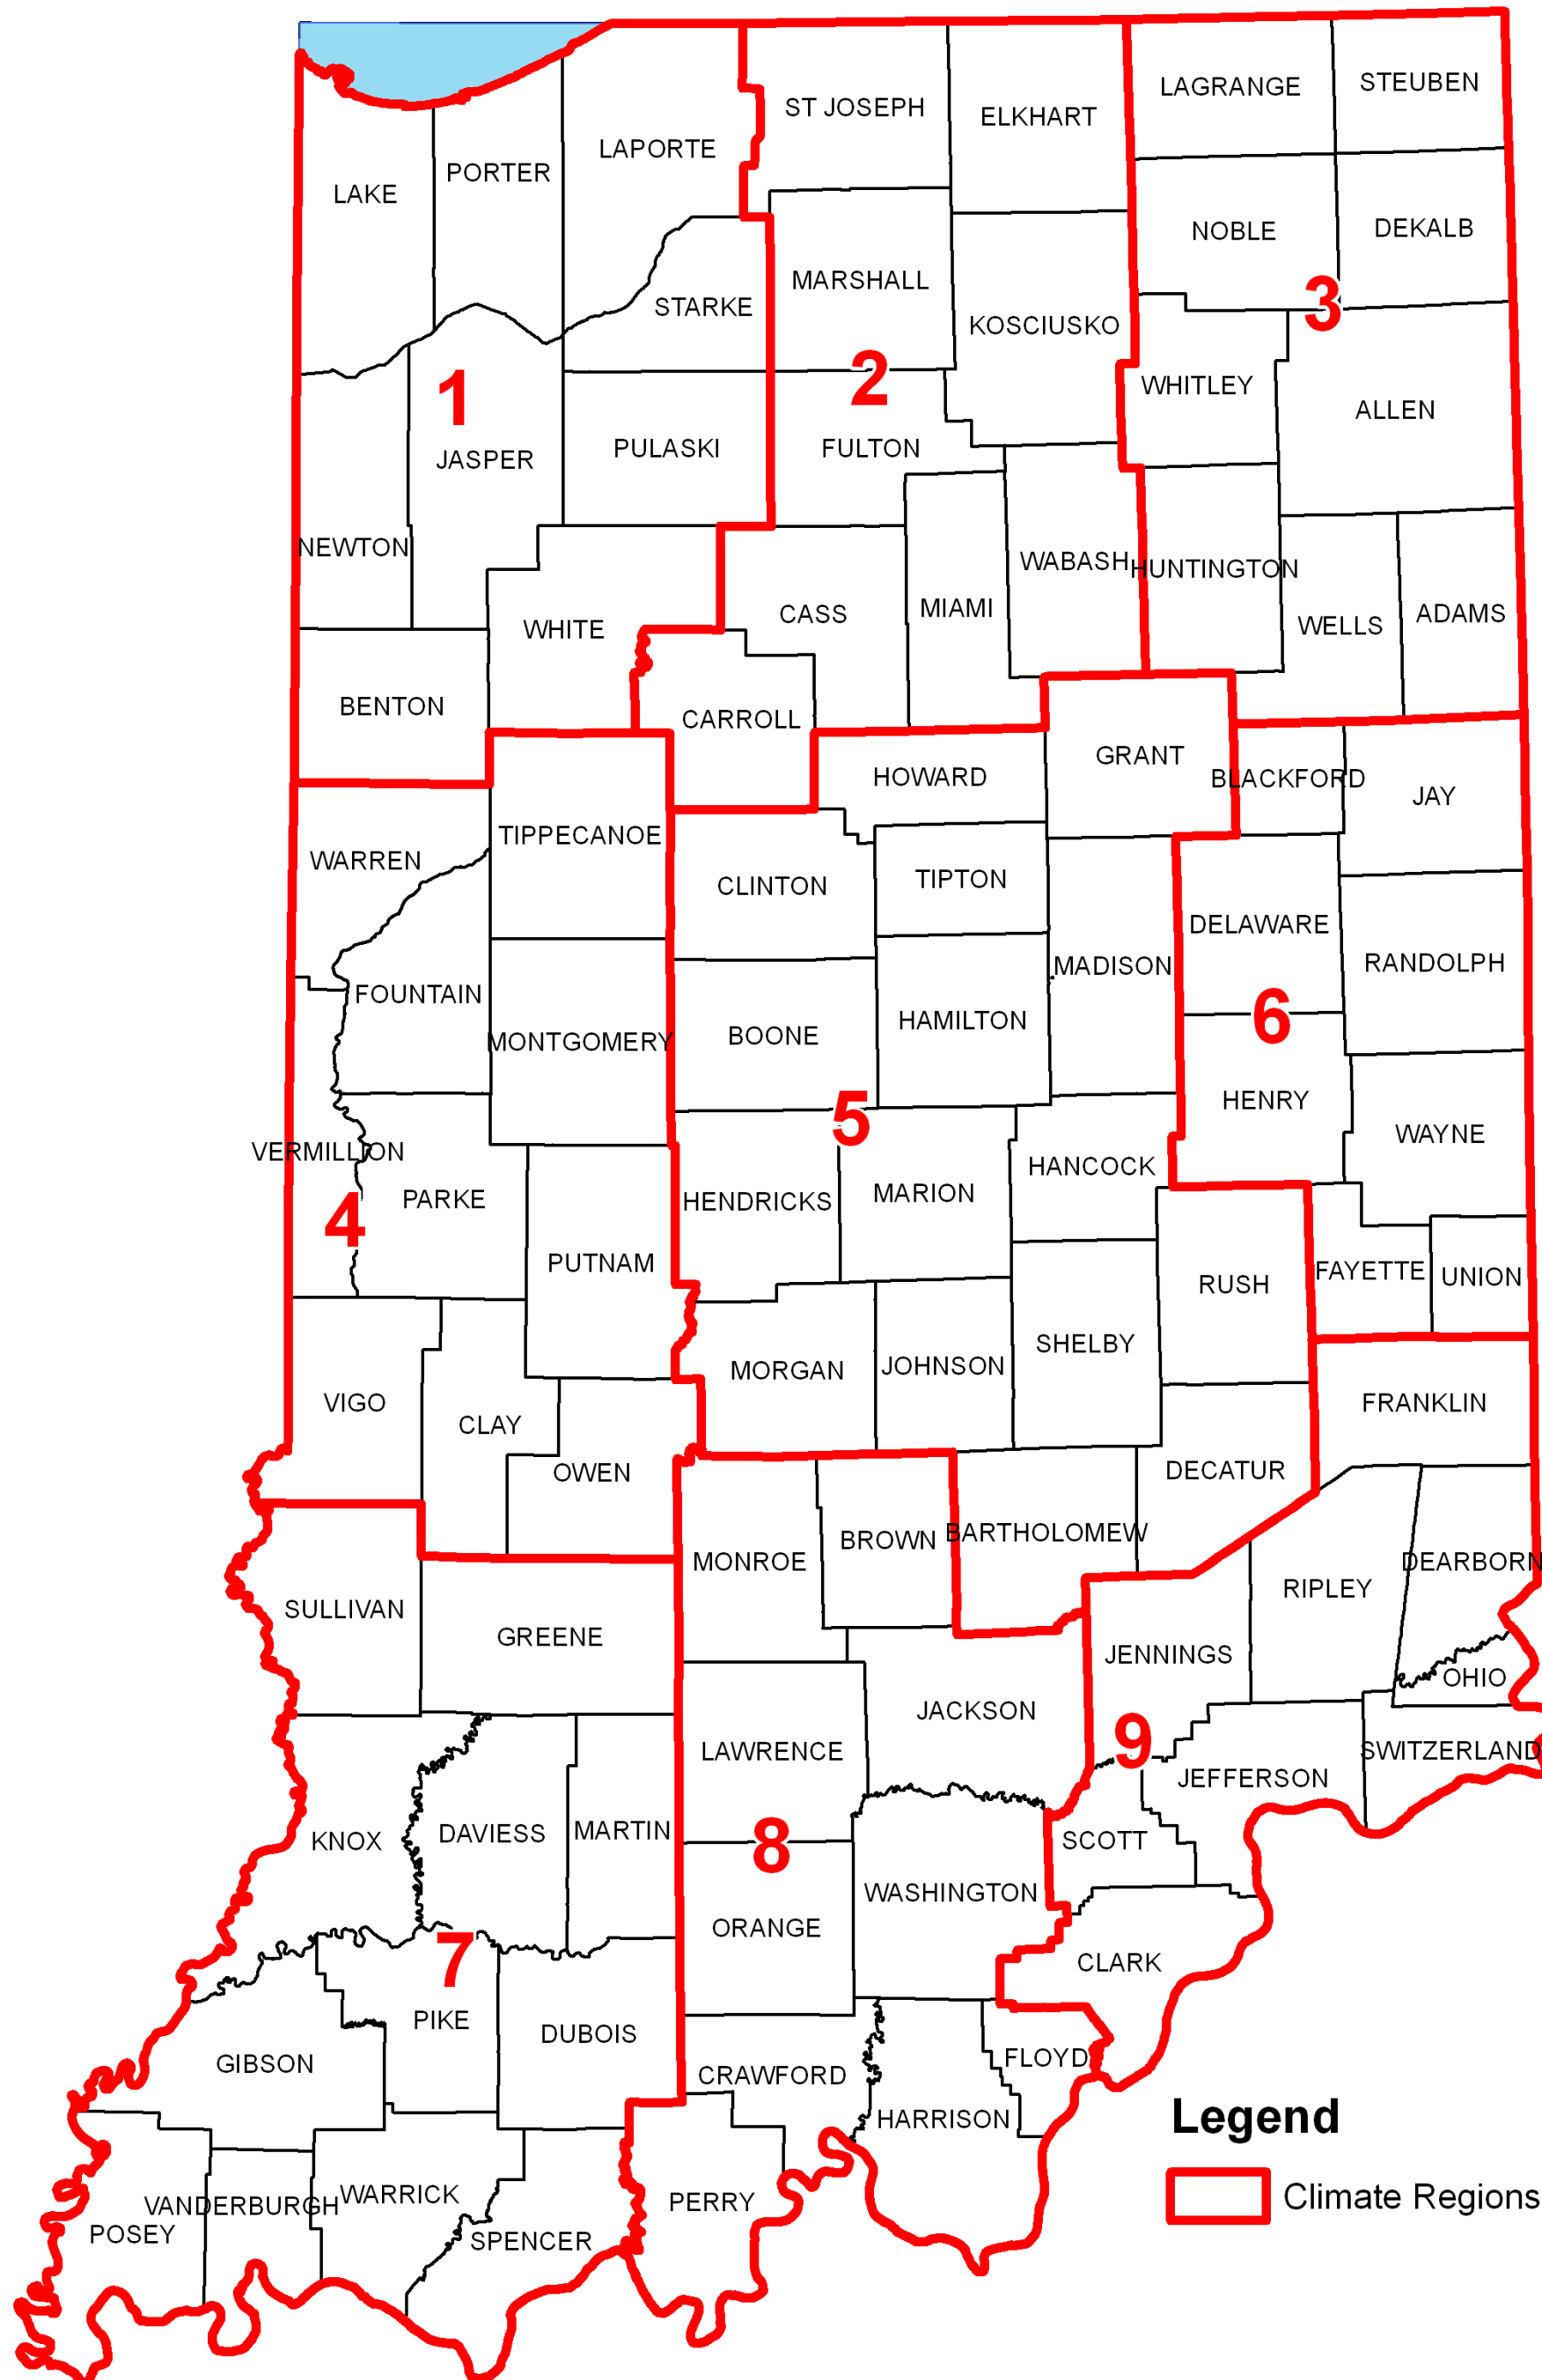 LAGRANGE
STEUBEN
ST JOSEPH
ELKHART
LAPORTE
PORTER
LAKE
NOBLE
DEKALB
MARSHALL
STARKE
3
KOSCIUSKO
2
1
WHITLEY
ALLEN
JASPER
PULASKI
FULTON
NEWTON
WABASH
HUNTINGTON
MIAMI
CASS
WHITE
WELLS
ADAMS
BENTON
CARROLL
GRANT
HOWARD
BLACKFORD
JAY
TIPPECANOE
WARREN
CLINTON
TIPTON
DELAWARE
MADISON
RANDOLPH
FOUNTAIN
MONTGOMERY
BOONE
HAMILTON
6
HENRY
5
WAYNE
VERMILLION
HANCOCK
PARKE
HENDRICKS
MARION
4
PUTNAM
RUSH
FAYETTE
UNION
SHELBY
MORGAN
JOHNSON
FRANKLIN
VIGO
CLAY
OWEN
DECATUR
BARTHOLOMEW
BROWN
MONROE
DEARBORN
RIPLEY
SULLIVAN
GREENE
JENNINGS
OHIO
JACKSON
9
LAWRENCE
SWITZERLAND
JEFFERSON
KNOX
DAVIESS
MARTIN
8
SCOTT
WASHINGTON
ORANGE
7
CLARK
PIKE
DUBOIS
GIBSON
CRAWFORD
FLOYD
HARRISON
Legend
Climate Regions
WARRICK
VANDERBURGH
PERRY
POSEY
SPENCER